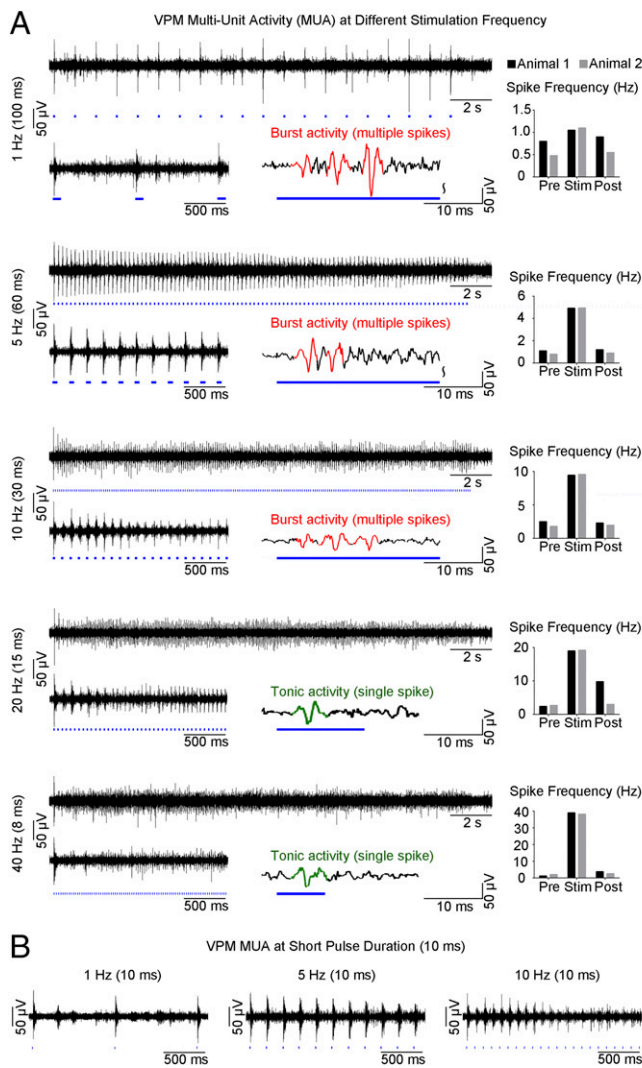 A
VPM Multi-Unit Activity (MUA) at Different Stimulation Frequency
Animal 1 Animal 2
1 Hz (100 ms)
50 µV
2 s
Spike Frequency (Hz)
1.5
1.0
0.5
0.0
Pre Stim Post
Burst activity (multiple spikes)
500 ms
10 ms
50 µV
5 Hz (60 ms)
50 µV
2 s
Spike Frequency (Hz)
6
4
2
0
Pre Stim Post
Burst activity (multiple spikes)
500 ms
10 ms
50 µV
10 Hz (30 ms)
50 µV
2 s
Spike Frequency (Hz)
10
5
0
Pre Stim Post
Burst activity (multiple spikes)
500 ms
10 ms
50 µV
20 Hz (15 ms)
50 µV
2 s
Spike Frequency (Hz)
20
10
0
Pre Stim Post
Tonic activity (single spike)
500 ms
10 ms
50 µV
40 Hz (8 ms)
50 µV
2 s
Spike Frequency (Hz)
40
30
20
10
0
Pre Stim Post
Tonic activity (single spike)
500 ms
10 ms
50 µV
B
VPM MUA at Short Pulse Duration (10 ms)
1 Hz (10 ms) 5 Hz (10 ms) 10 Hz (10 ms)
50 µV 50 µV 50 µV
500 ms 500 ms 500 ms